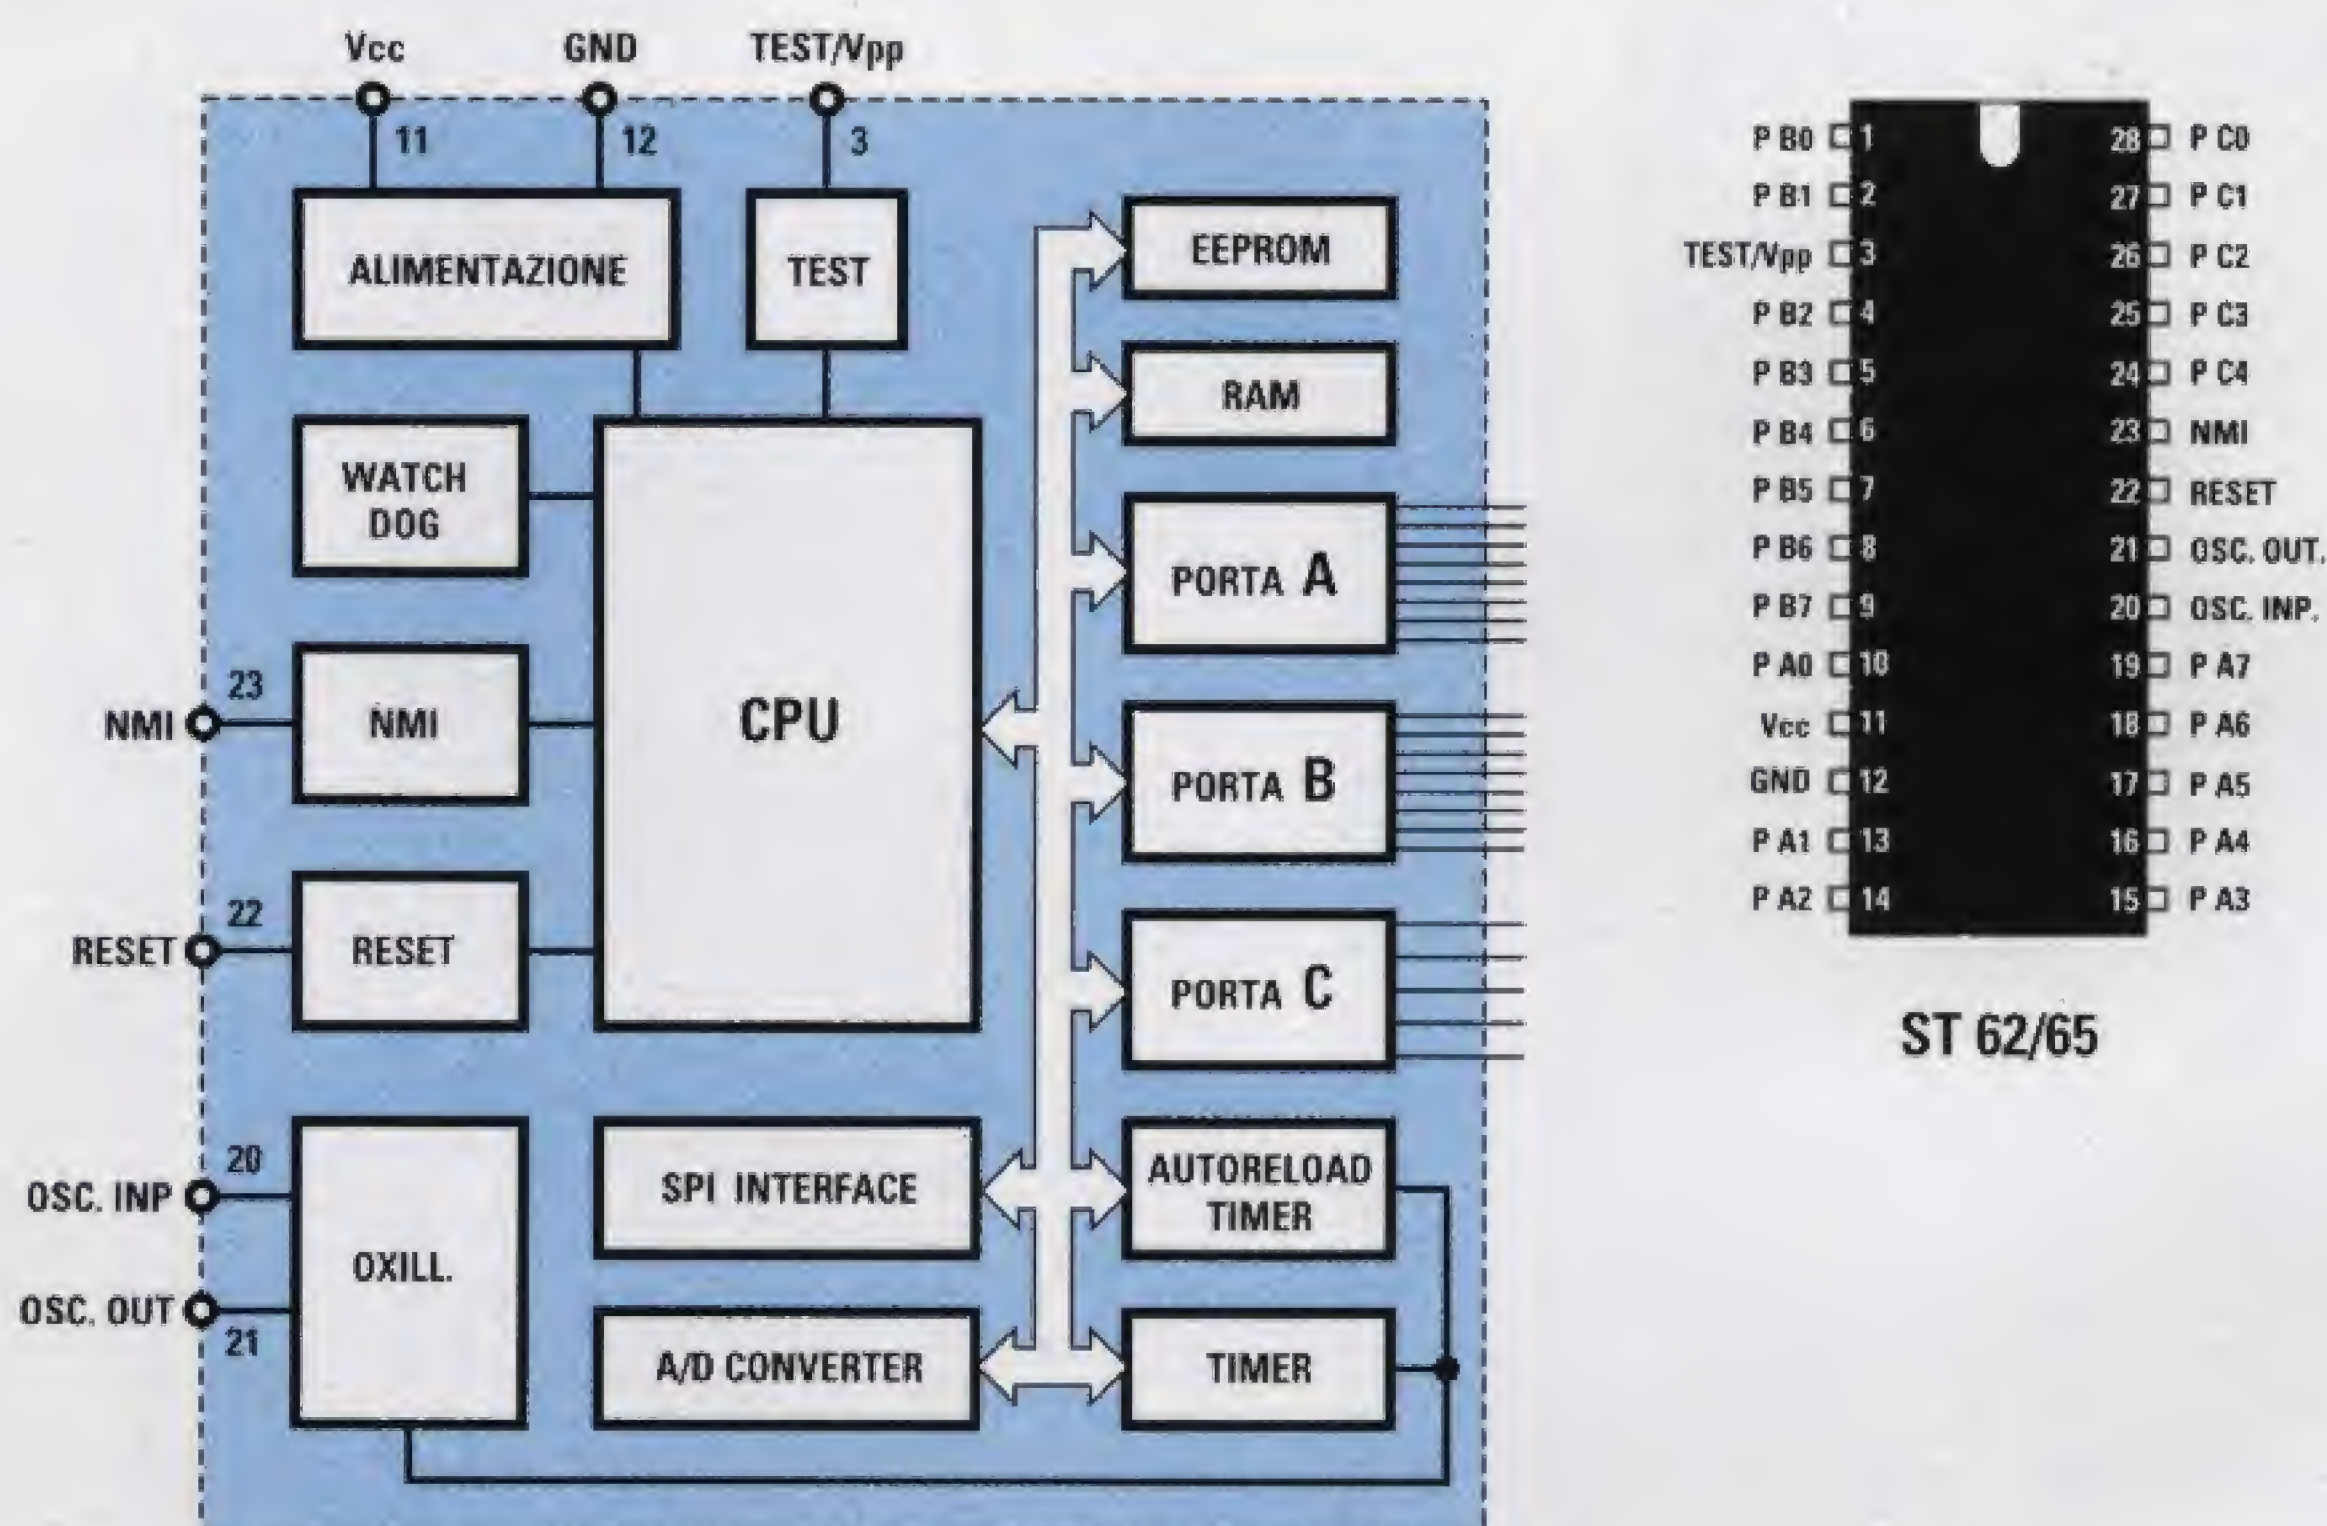 Vcc GND TEST/Vpp
11 12 3
ALIMENTAZIONE
TEST
EEPROM
RAM
WATCH
DOG
PORTA A
23
NMI
NMI
CPU
PORTA B
22
RESET
RESET
PORTA C
20
OSC. INP
OXILL.
OSC. OUT
21
SPI INTERFACE
AUTORELOAD
TIMER
A/D CONVERTER
TIMER
P B0 1 28 P C0
P B1 2 27 P C1
TEST/Vpp 3 26 P C2
P B2 4 25 P C3
P B3 5 24 P C4
P B4 6 23 NMI
P B5 7 22 RESET
P B6 8 21 OSC. OUT.
P B7 9 20 OSC. INP.
P A0 10 19 P A7
Vcc 11 18 P A6
GND 12 17 P A5
P A1 13 16 P A4
P A2 14 15 P A3
ST 62/65